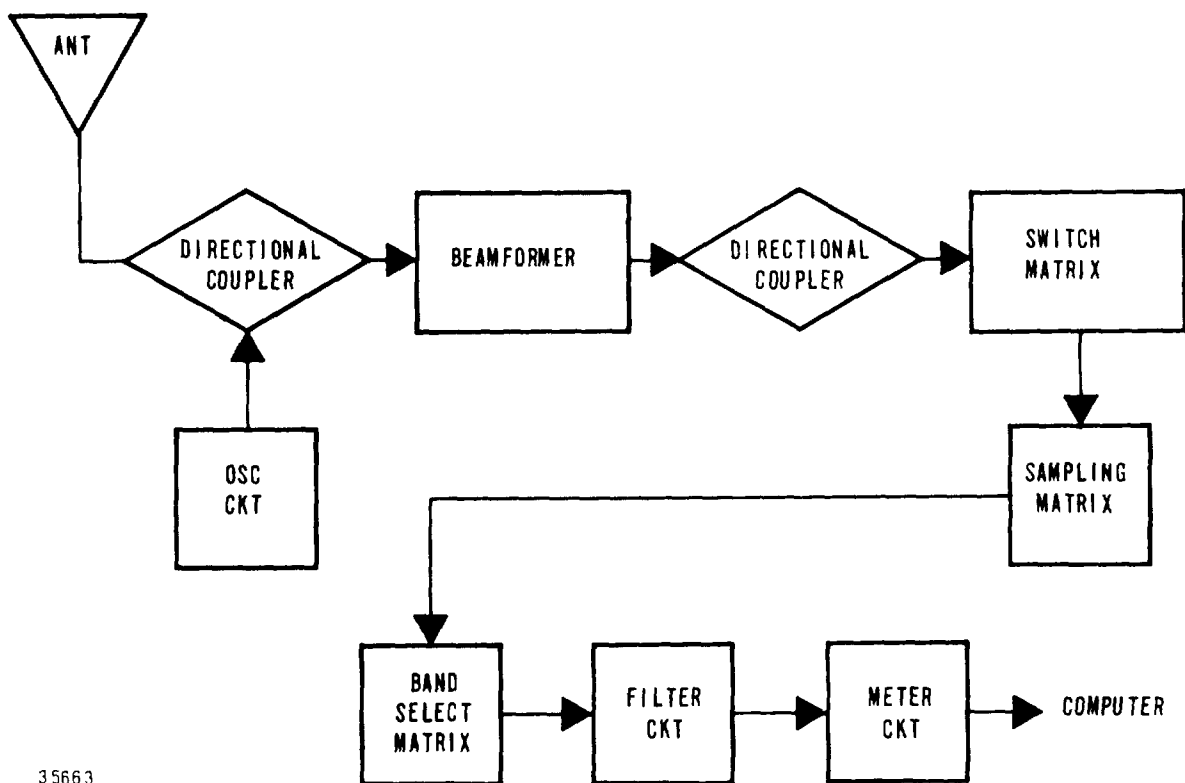 ANT
DIRECTIONAL
COUPLER
BEAMFORMER
DIRECTIONAL
COUPLER
SWITCH
MATRIX
OSC
CKT
SAMPLING
MATRIX
BAND
SELECT
MATRIX
FILTER
CKT
METER
CKT
COMPUTER
35663